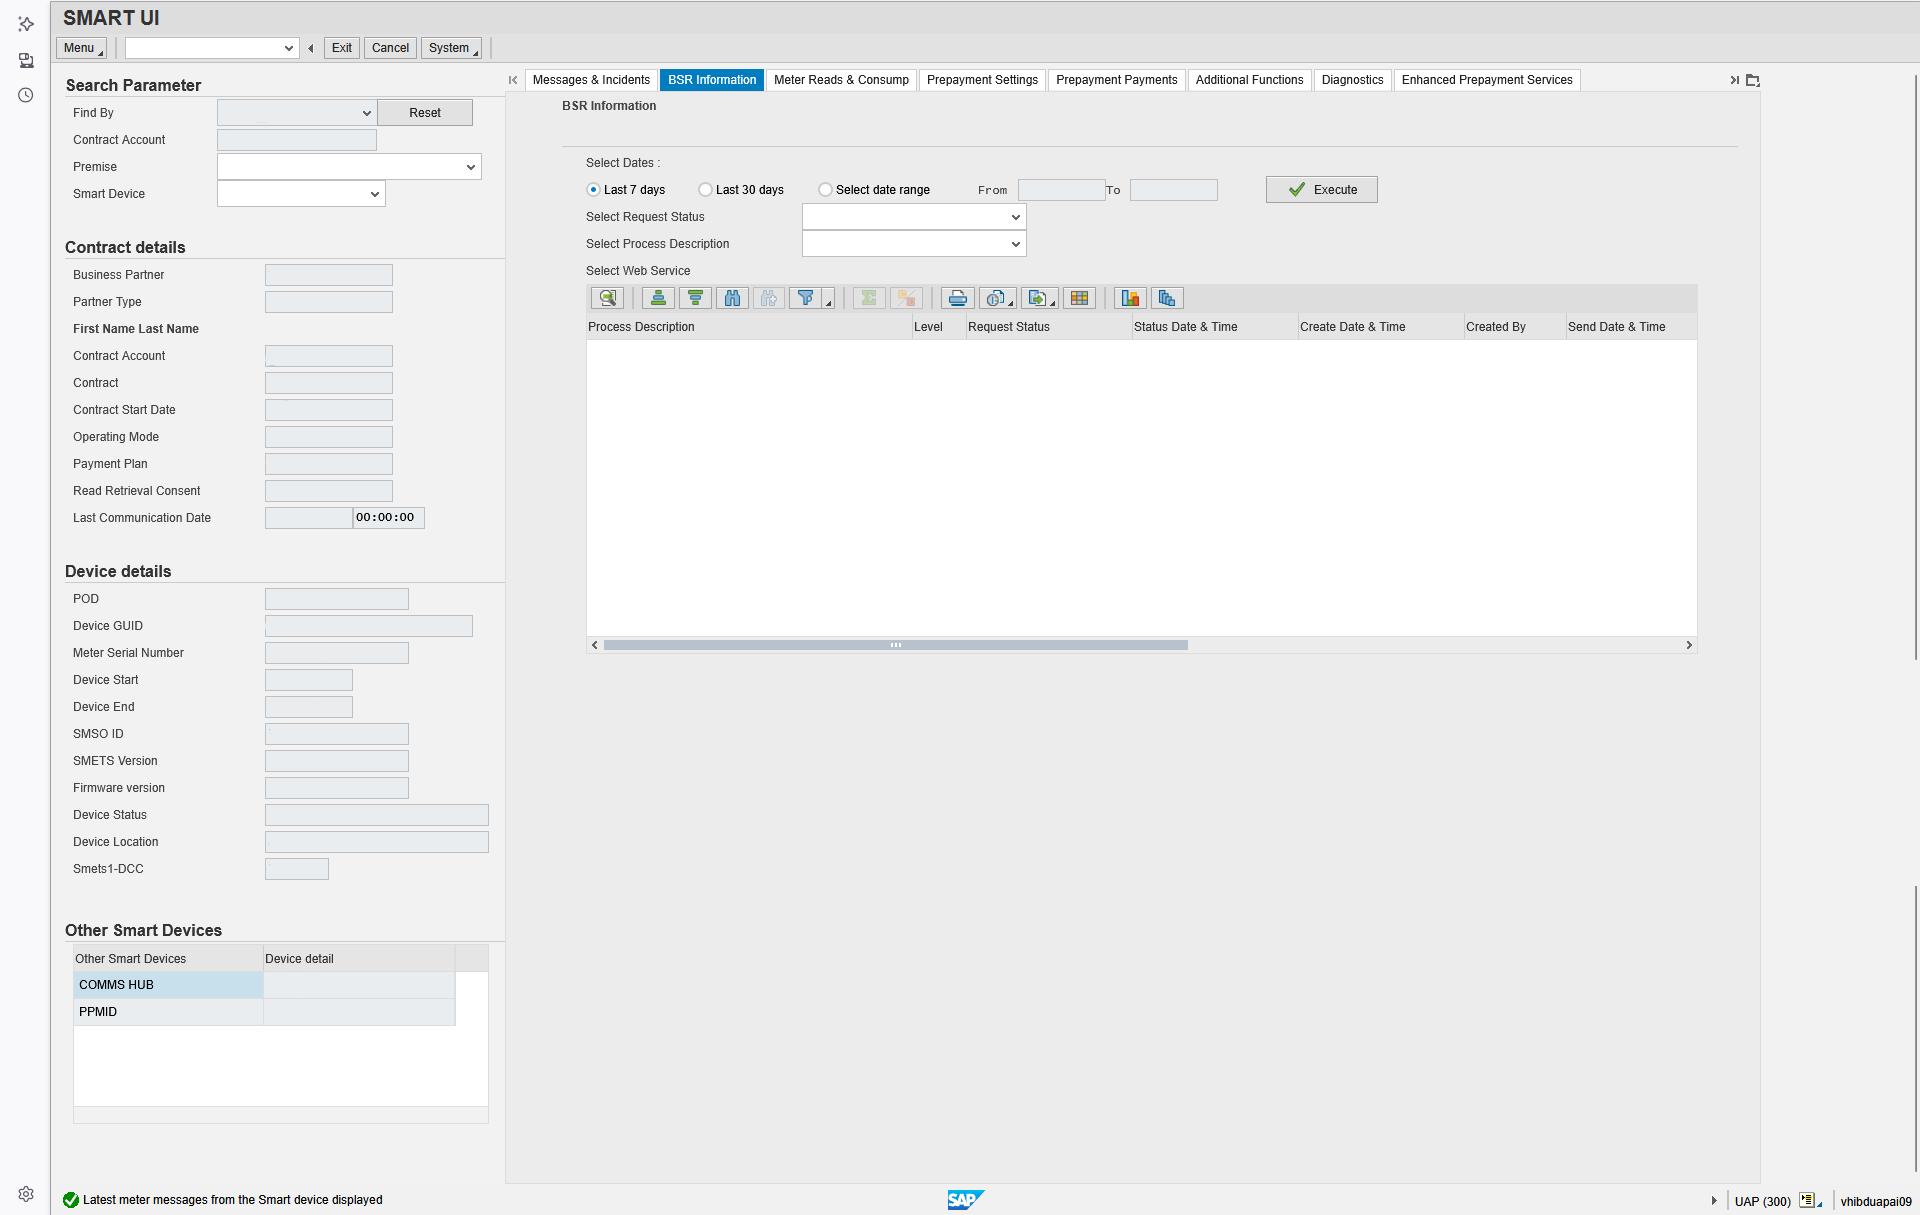 SMART UI
Menu
Exit
Cancel
System
Search Parameter
Find By
Reset
Contract Account
Premise
Smart Device
Contract details
Business Partner
Partner Type
First Name Last Name
Contract Account
Contract
Contract Start Date
Operating Mode
Payment Plan
Read Retrieval Consent
Last Communication Date
00:00:00
Device details
POD
Device GUID
Meter Serial Number
Device Start
Device End
SMSO ID
SMETS Version
Firmware version
Device Status
Device Location
Smets1-DCC
Other Smart Devices
Other Smart Devices
Device detail
COMMS HUB
PPMID
Messages & Incidents
BSR Information
Meter Reads & Consump
Prepayment Settings
Prepayment Payments
Additional Functions
Diagnostics
Enhanced Prepayment Services
BSR Information
Select Dates :
Last 7 days
Last 30 days
Select date range
From
To
Execute
Select Request Status
Select Process Description
Select Web Service
Process Description
Level
Request Status
Status Date & Time
Create Date & Time
Created By
Send Date & Time
Latest meter messages from the Smart device displayed
SAP
UAP (300)
vhibduapai09